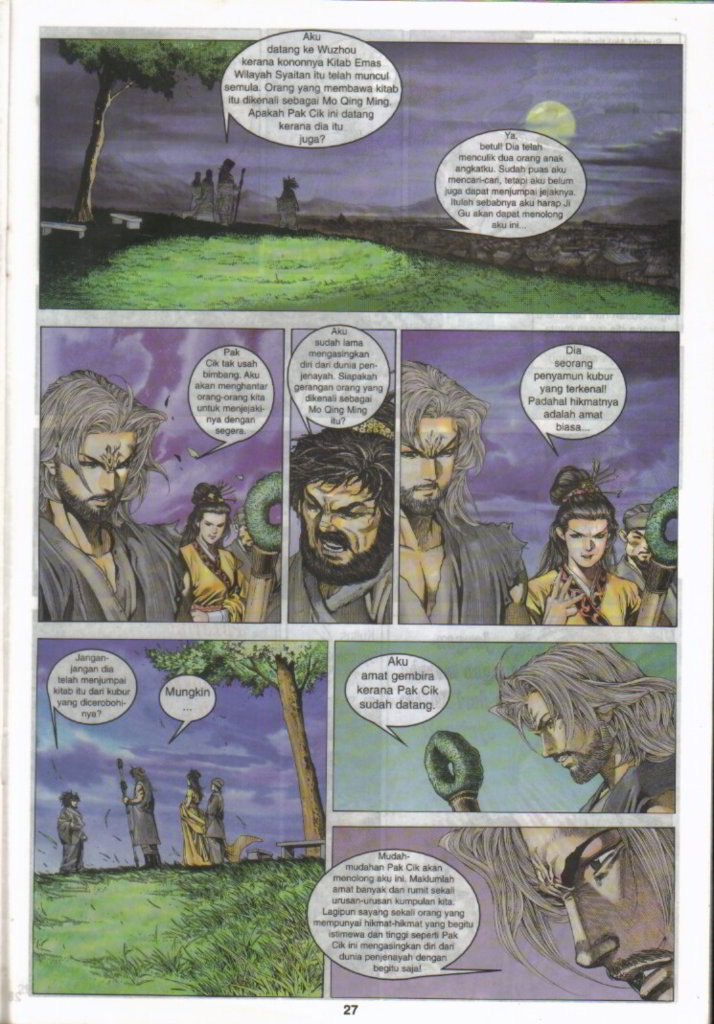 Aku
datang ke Wuzhou
kerana kononnya Kitab Emas
Wilayah Syaitan itu telah muncul
semula. Orang yang membawa kitab
itu dikenali sebagai Mo Qing Ming.
Apakah Pak Cik ini datang
kerana dia itu
juga?
Ya,
betul! Dia telah
menculik dua orang anak
angkatku. Sudah puas aku
mencari-cari, tetapi aku belum
juga dapat menjumpai jejaknya.
Itulah sebabnya aku harap Ji
Gu akan dapat menolong
aku ini...
Pak
Cik tak usah
bimbang. Aku
akan menghantar
orang-orang kita
untuk menjejaki-
nya dengan
segera.
Aku
sudah lama
mengasingkan
diri dari dunia pen-
jenayah. Siapakah
gerangan orang yang
dikenali sebagai
Mo Qing Ming
itu?
Dia
seorang
penyamun kubur
yang terkenal!
Padahal hikmatnya
adalah amat
biasa...
Jangan-
jangan dia
telah menjumpai
kitab itu dari kubur
yang dicerobohi-
nya?
Mungkin
...
Aku
amat gembira
kerana Pak Cik
sudah datang.
Mudah-
mudahan Pak Cik akan
menolong aku ini. Maklumlah
amat banyak dan rumit sekali
urusan-urusan kumpulan kita.
Lagipun sayang sekali orang yang
mempunyai hikmat-hikmat yang begitu
istimewa dan tinggi seperti Pak
Cik ini mengasingkan diri dari
dunia penjenayah dengan
begitu saja!
27